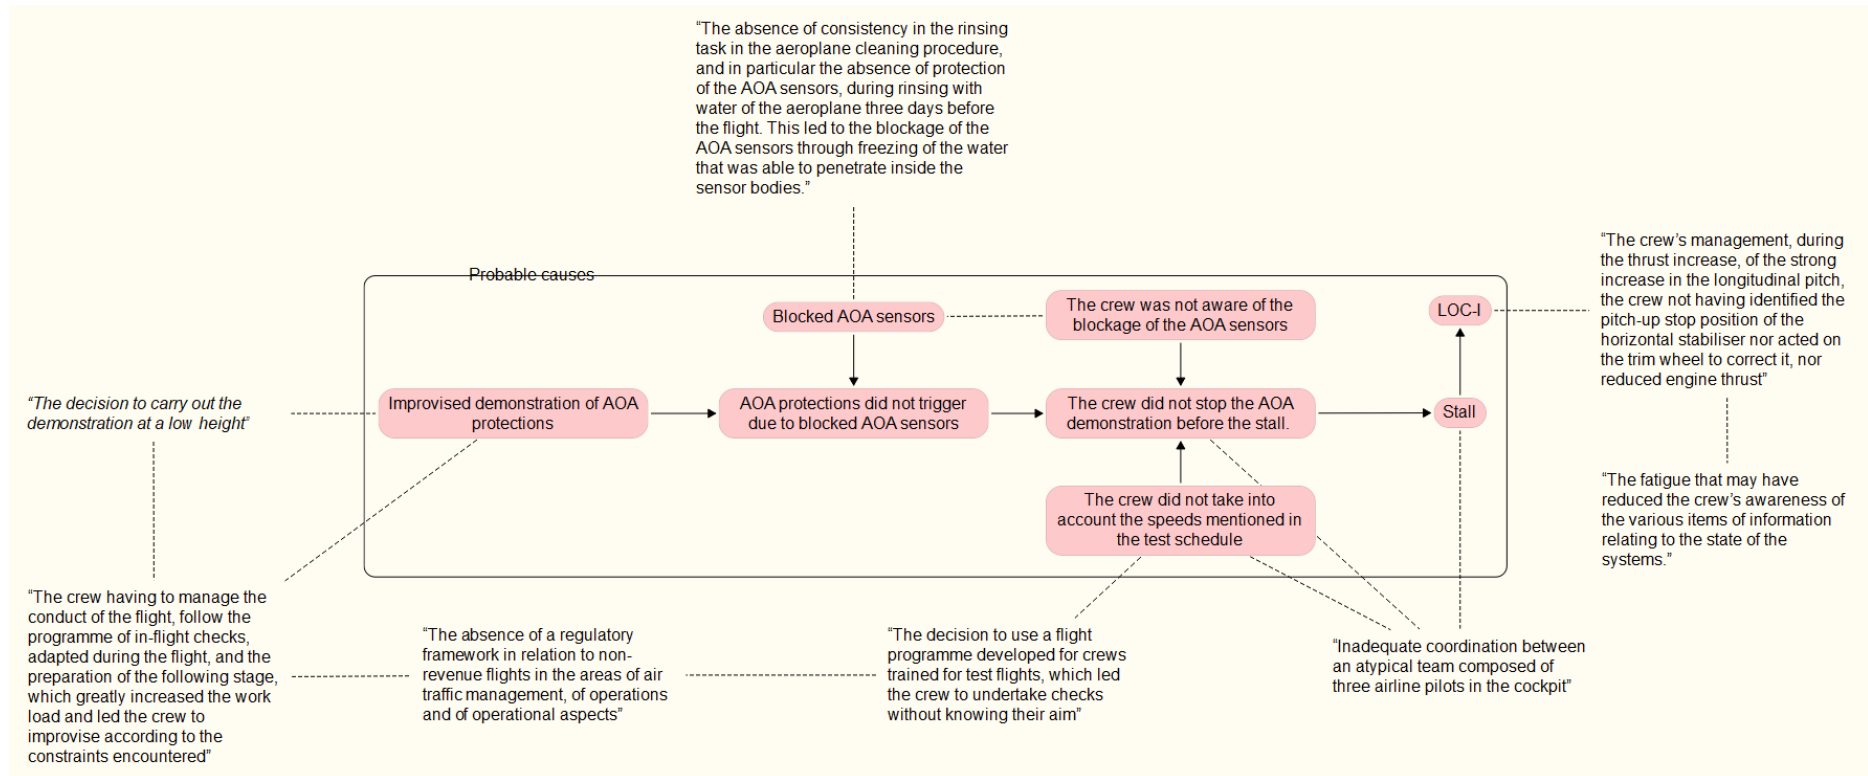 “The absence of consistency in the rinsing
task in the aeroplane cleaning procedure,
and in particular the absence of protection
of the AOA sensors, during rinsing with
water of the aeroplane three days before
the flight. This led to the blockage of the
AOA sensors through freezing of the water
that was able to penetrate inside the
sensor bodies.”
Probable causes
Blocked AOA sensors
The crew was not aware of the
blockage of the AOA sensors
LOC-I
“The crew’s management, during
the thrust increase, of the strong
increase in the longitudinal pitch,
the crew not having identified the
pitch-up stop position of the
horizontal stabiliser nor acted on
the trim wheel to correct it, nor
reduced engine thrust”
“The decision to carry out the
demonstration at a low height”
Improvised demonstration of AOA
protections
AOA protections did not trigger
due to blocked AOA sensors
The crew did not stop the AOA
demonstration before the stall.
Stall
The crew did not take into
account the speeds mentioned in
the test schedule
“The fatigue that may have
reduced the crew’s awareness of
the various items of information
relating to the state of the
systems.”
“The crew having to manage the
conduct of the flight, follow the
programme of in-flight checks,
adapted during the flight, and the
preparation of the following stage,
which greatly increased the work
load and led the crew to
improvise according to the
constraints encountered”
“The absence of a regulatory
framework in relation to non-
revenue flights in the areas of air
traffic management, of operations
and of operational aspects”
“The decision to use a flight
programme developed for crews
trained for test flights, which led
the crew to undertake checks
without knowing their aim”
“Inadequate coordination between
an atypical team composed of
three airline pilots in the cockpit”